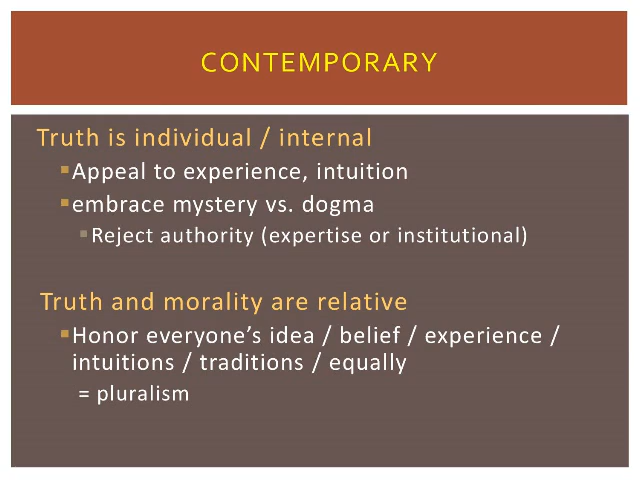 CONTEMPORARY
Truth is individual / internal
Appeal to experience, intuition
embrace mystery vs. dogma
Reject authority (expertise or institutional)
Truth and morality are relative
Honor everyone’s idea / belief / experience /
intuitions / traditions / equally
= pluralism